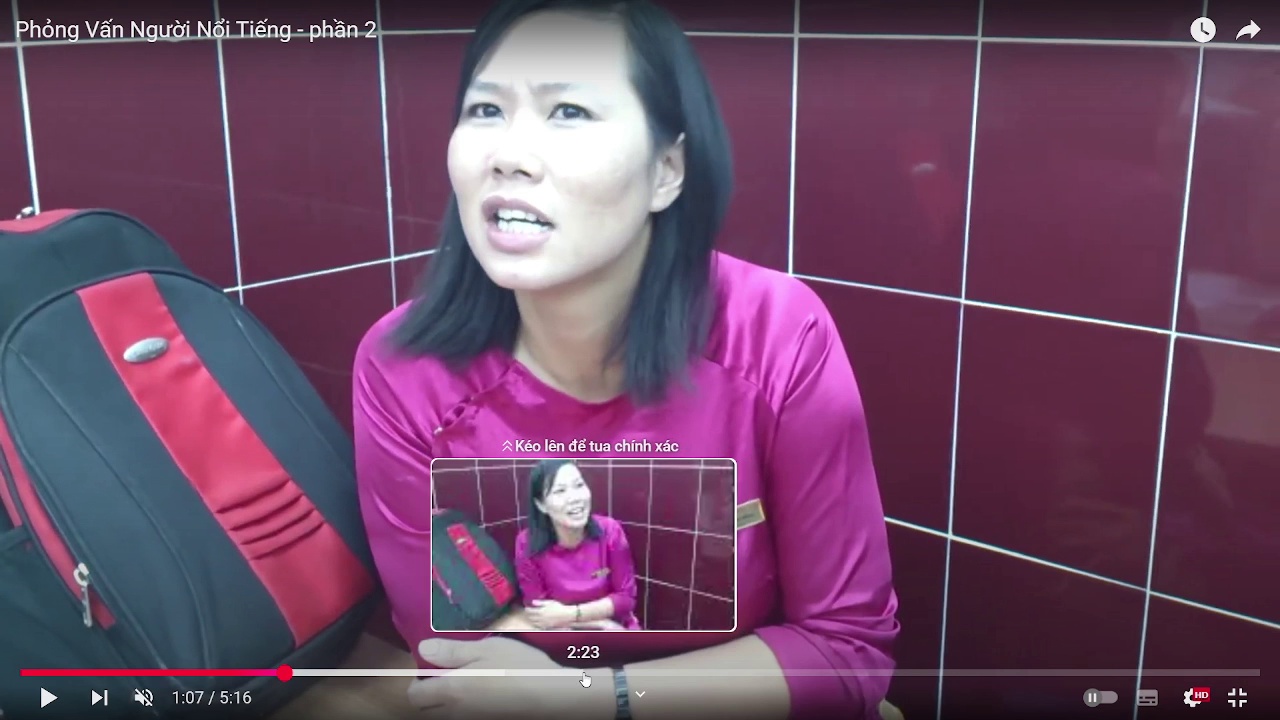 Phỏng Vấn Người Nổi Tiếng - phần 2
Kéo lên để tua chính xác
2:23
1:07 / 5:16
HD